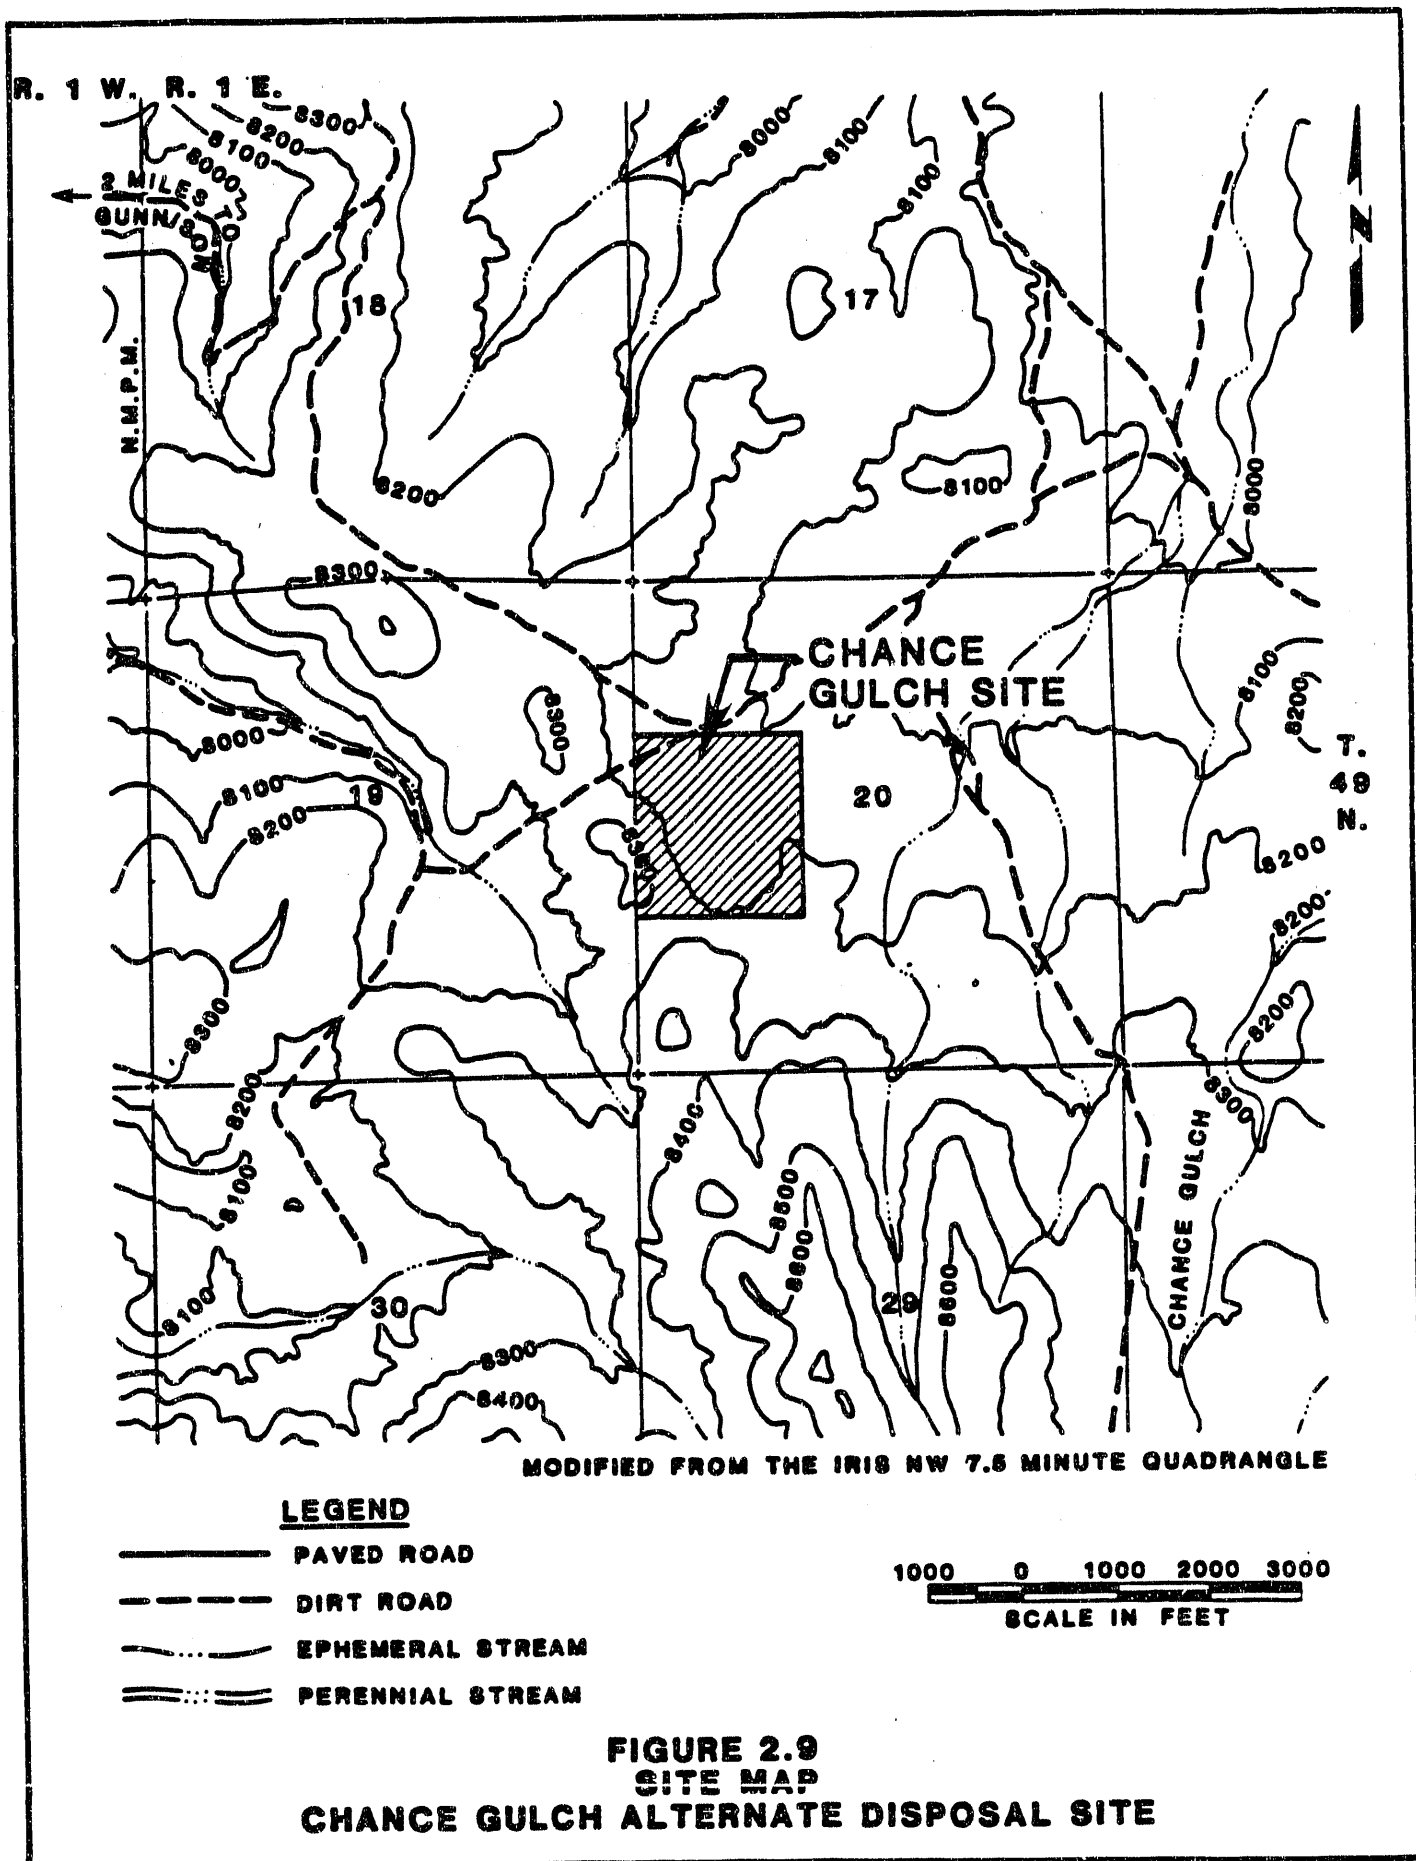 R. 1 W. R. 1 E.
8300
8200
8100
8000
8000
8100
8100
2 MILES TO
GUNNISON
18
17
N.M.P.M.
8200
8100
8000
8300
CHANCE
GULCH SITE
8100
8200
8300
8000
8100
19
8200
20
T.
49
N.
8200
8200
8300
8200
8200
8300
8100
8400
CHANCE GULCH
8500
8600
8600
29
8100
30
8300
8400
MODIFIED FROM THE IRIS NW 7.5 MINUTE QUADRANGLE
LEGEND
PAVED ROAD
DIRT ROAD
EPHEMERAL STREAM
PERENNIAL STREAM
1000 0 1000 2000 3000
SCALE IN FEET
FIGURE 2.9
SITE MAP
CHANCE GULCH ALTERNATE DISPOSAL SITE